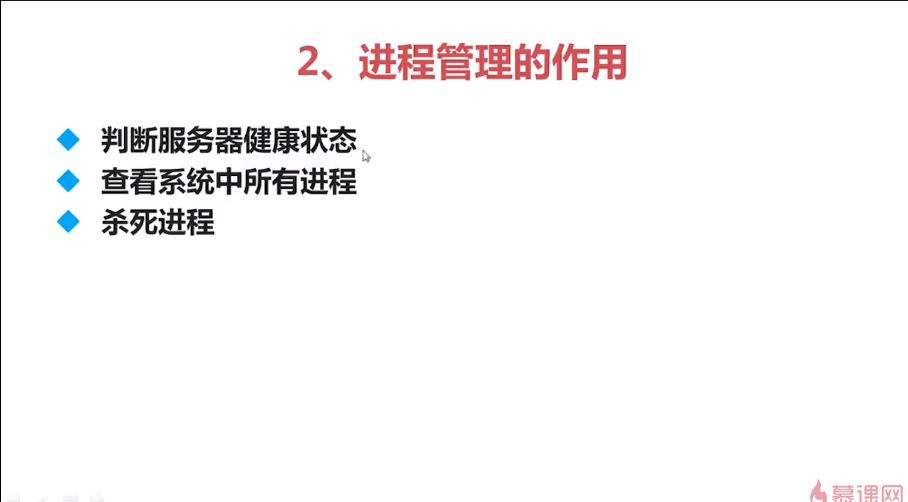 2、进程管理的作用
判断服务器健康状态
查看系统中所有进程
杀死进程
慕课网